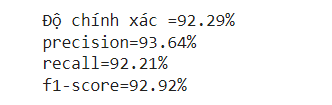 Độ chính xác =92.29%
precision=93.64%
recall=92.21%
f1-score=92.92%